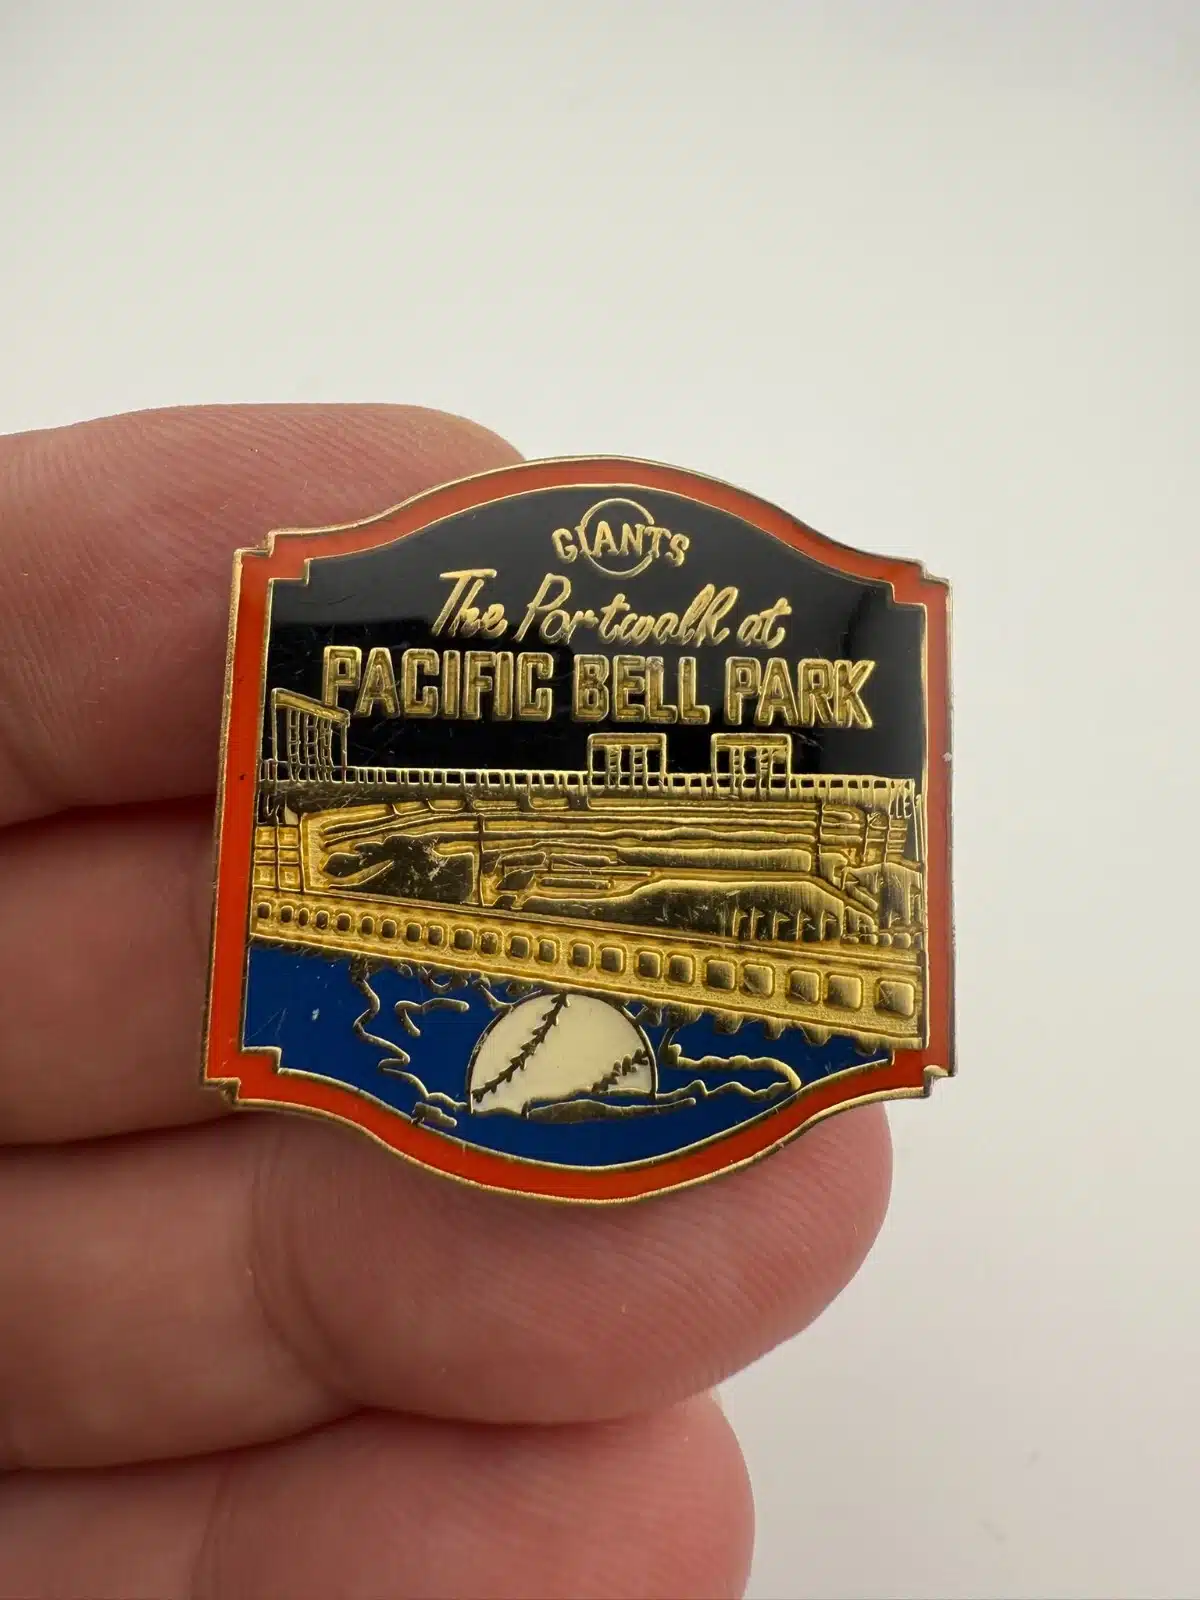 GIANTS
The Portwalk at
PACIFIC BELL PARK